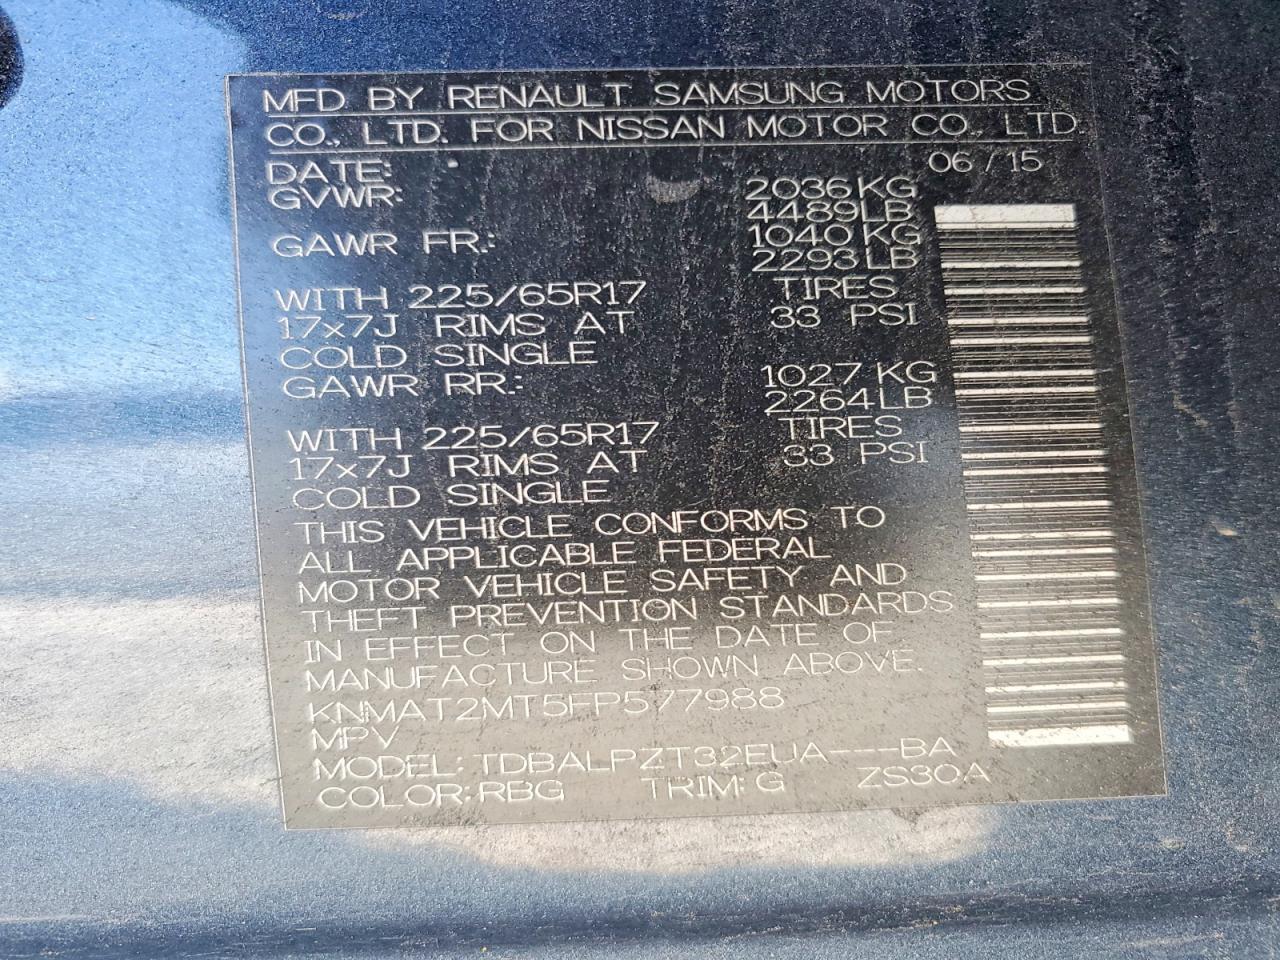 MFD. BY RENAULT SAMSUNG MOTORS
CO., LTD. FOR NISSAN MOTOR CO., LTD.
DATE: 06 / 15
GVWR: 2036 KG
4489 LB
GAWR FR.: 1040 KG
2293 LB
WITH 225/65R17 TIRES
17x7J RIMS AT 33 PSI
COLD SINGLE
GAWR RR.: 1027 KG
2264 LB
WITH 225/65R17 TIRES
17x7J RIMS AT 33 PSI
COLD SINGLE
THIS VEHICLE CONFORMS TO
ALL APPLICABLE FEDERAL
MOTOR VEHICLE SAFETY AND
THEFT PREVENTION STANDARDS
IN EFFECT ON THE DATE OF
MANUFACTURE SHOWN ABOVE.
KNMAT2MT5FP577988
MPV
MODEL: TDBALPZT32EUA---BA
COLOR: RBG TRIM: G ZS30A